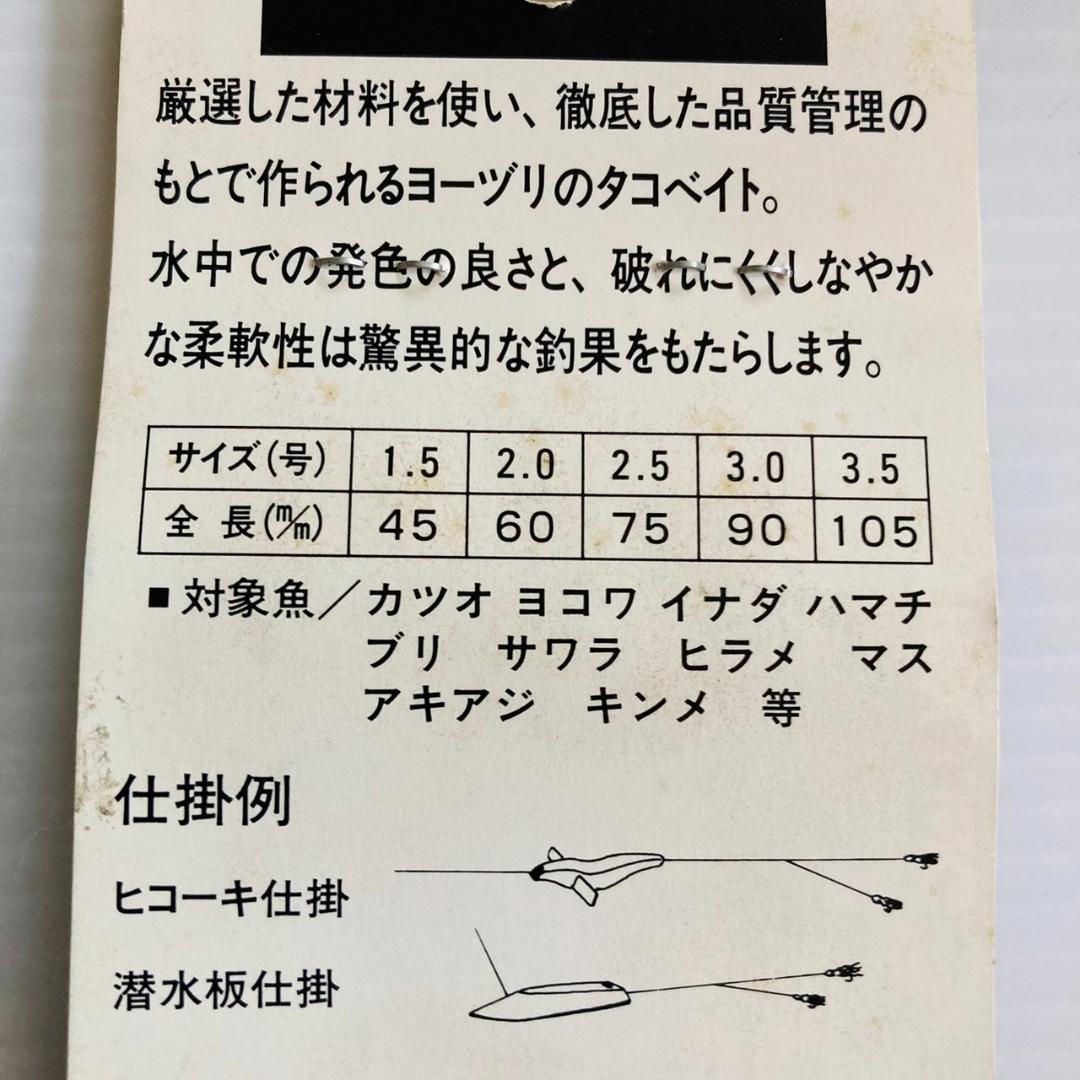 厳選した材料を使い、徹底した品質管理の
もとで作られるヨーヅリのタコベイト。
水中での発色の良さと、破れにくくしなやか
な柔軟性は驚異的な釣果をもたらします。
サイズ(号) 1.5 2.0 2.5 3.0 3.5
全長(m/m) 45 60 75 90 105
■対象魚／カツオ ヨコワ イナダ ハマチ
ブリ サワラ ヒラメ マス
アキアジ キンメ 等
仕掛例
ヒコーキ仕掛
潜水板仕掛